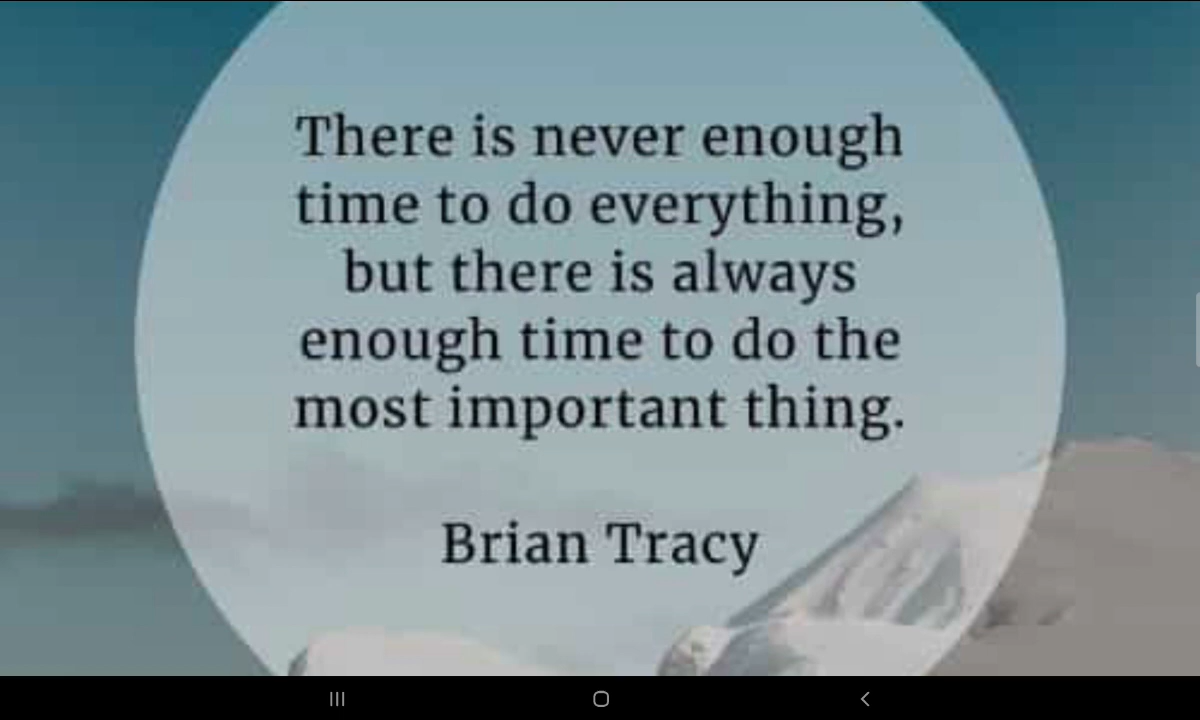 There is never enough
time to do everything,
but there is always
enough time to do the
most important thing.
Brian Tracy